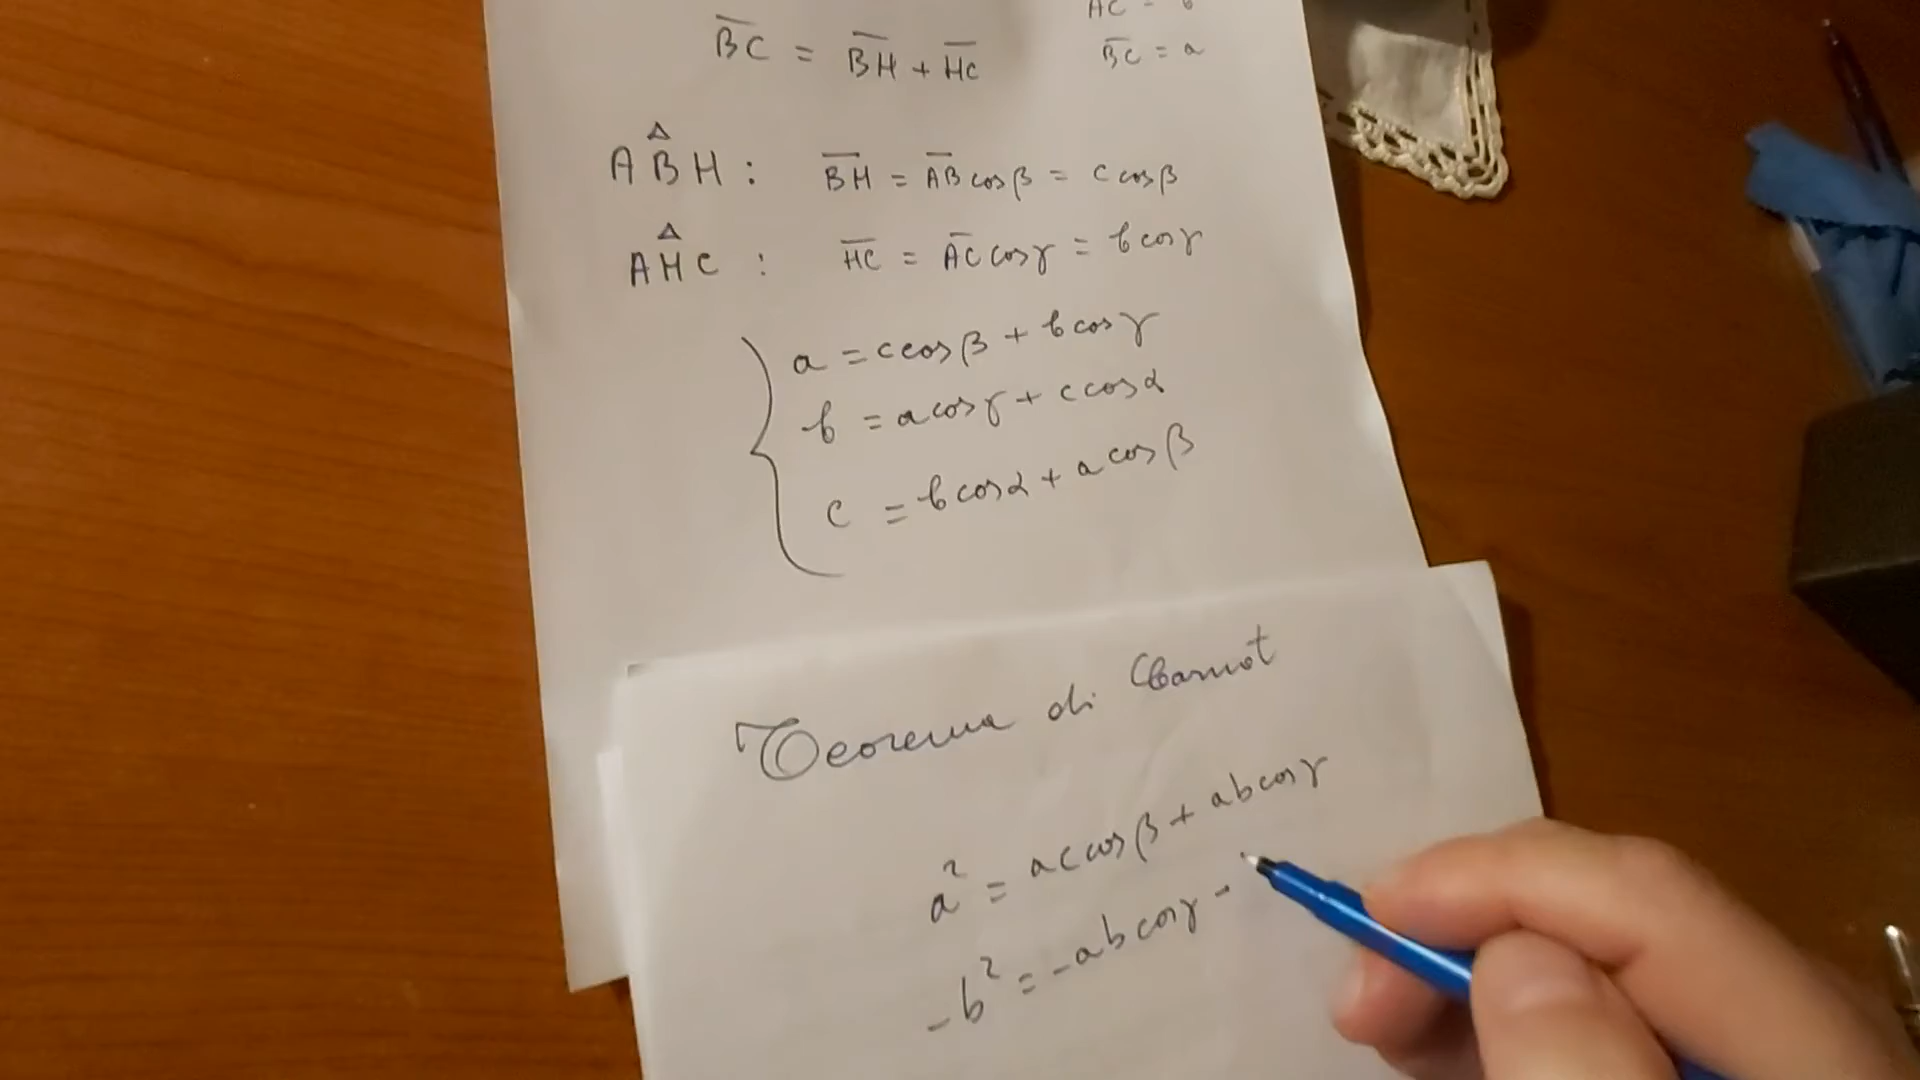 BC = BH + HC
BC = a
ABH : BH = AB cos β = c cos β
AHC : HC = AC cos γ = b cos γ
a = c cos β + b cos γ
b = a cos γ + c cos α
c = b cos α + a cos β
Teorema di Carnot
a² = ac cos β + ab cos γ
-b² = -ab cos γ -